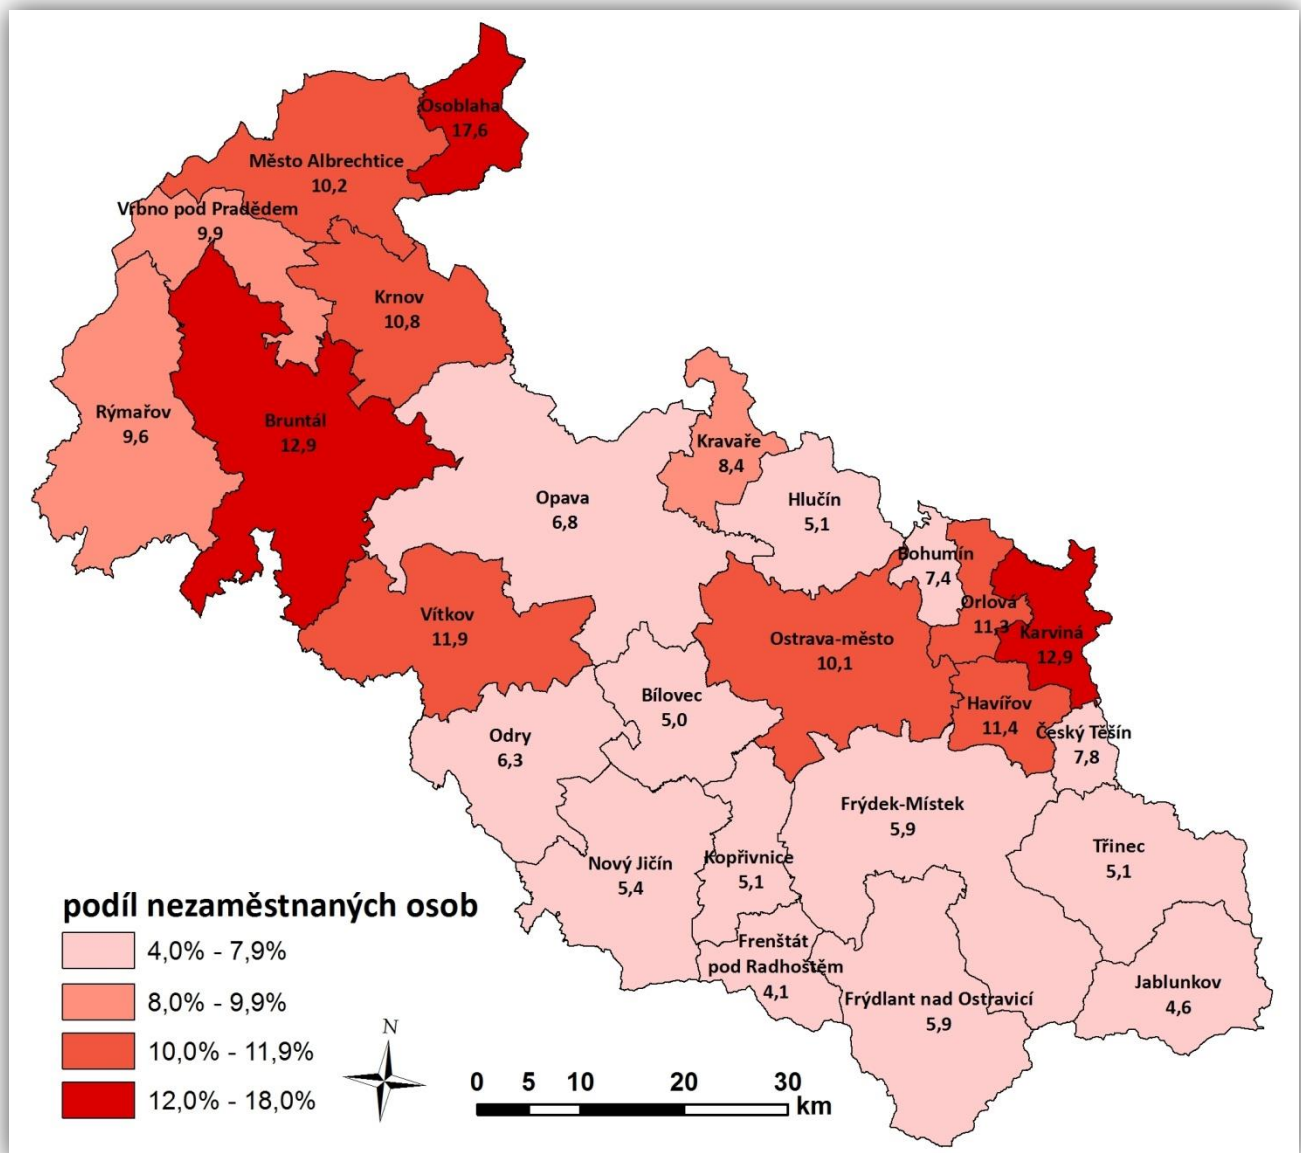 Osoblaha
17,6
Město Albrechtice
10,2
Vrbno pod Pradědem
9,9
Krnov
10,8
Rýmařov
9,6
Bruntál
12,9
Kravaře
8,4
Opava
6,8
Hlučín
5,1
Bohumín
7,4
Orlová
11,3
Karviná
12,9
Vítkov
11,9
Ostrava-město
10,1
Bílovec
5,0
Havířov
11,4
Český Těšín
7,8
Odry
6,3
Frýdek-Místek
5,9
Třinec
5,1
Nový Jičín
5,4
Kopřivnice
5,1
Frenštát
pod Radhoštěm
4,1
Frýdlant nad Ostravicí
5,9
Jablunkov
4,6
podíl nezaměstnaných osob
4,0% - 7,9%
8,0% - 9,9%
10,0% - 11,9%
12,0% - 18,0%
N
0 5 10 20 30
km